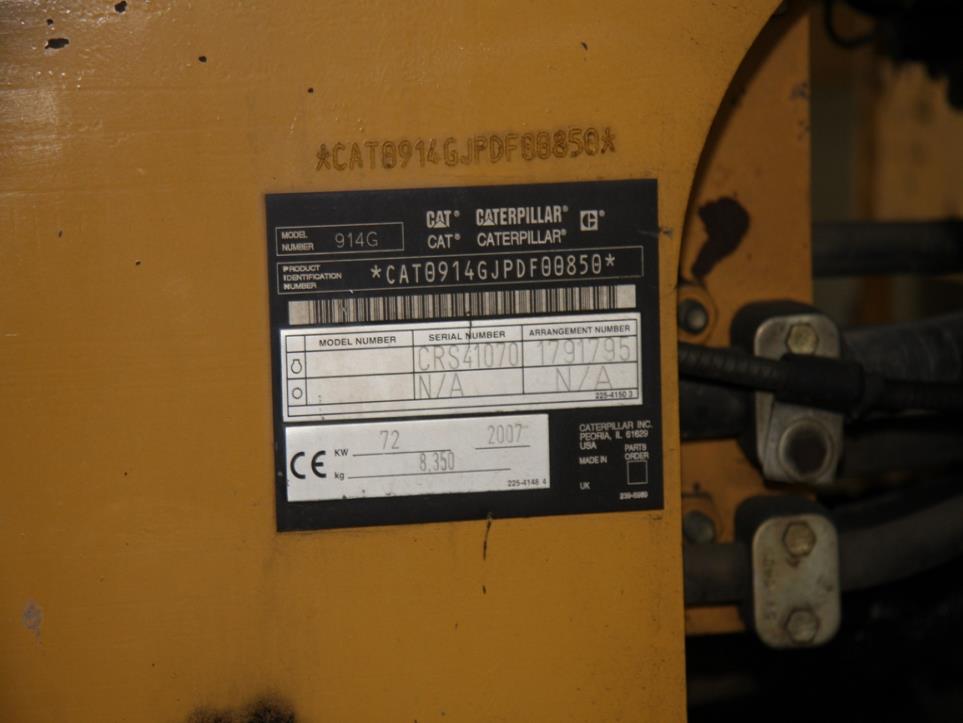 *CAT0914GJPDF00850*
CAT® CATERPILLAR®
MODEL NUMBER 914G CAT® CATERPILLAR®
PRODUCT IDENTIFICATION NUMBER *CAT0914GJPDF00850*
MODEL NUMBER SERIAL NUMBER ARRANGEMENT NUMBER
CRS41070 1791795
N/A N/A
225-4150 3
CE KW 72 2007
kg 8,350
225-4148 4
CATERPILLAR INC.
PEORIA, IL 61629
USA PARTS
MADE IN ORDER
UK
239-5989